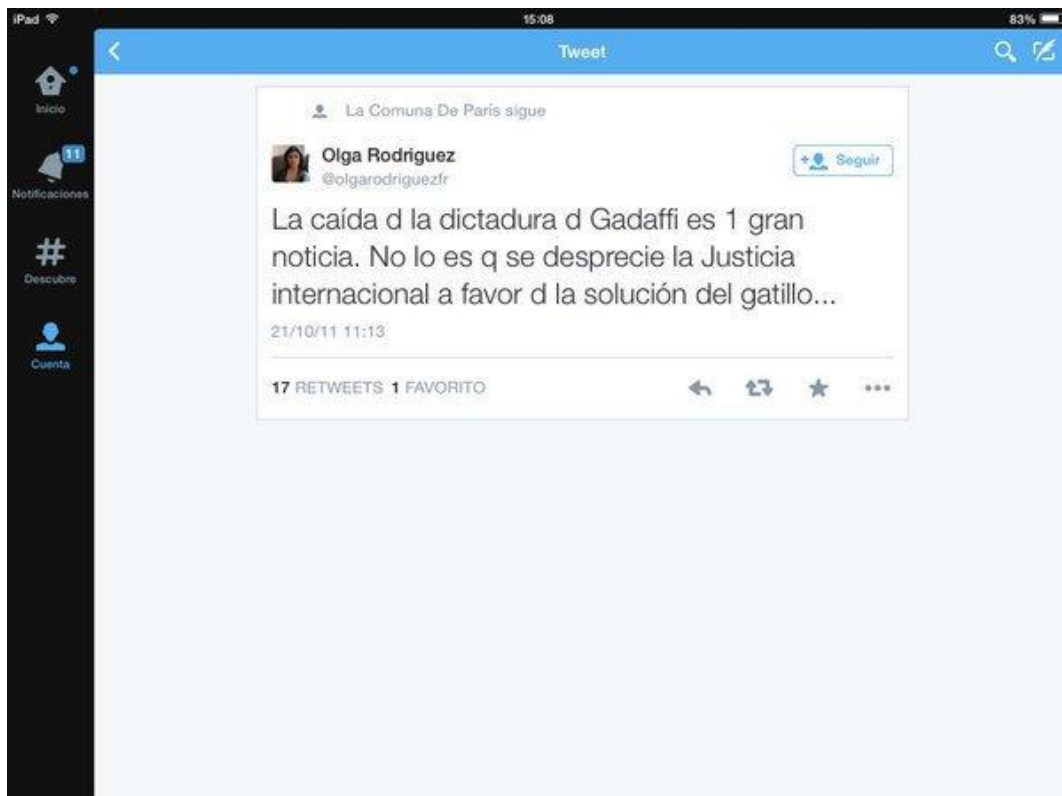 iPad 15:08 83%
Tweet
Inicio
11
Notificaciones
#
Descubre
Cuenta
La Comuna De Paris sigue
Olga Rodriguez
@olgarodriguezfr
Seguir
La caída d la dictadura d Gadaffi es 1 gran
noticia. No lo es q se desprecie la Justicia
internacional a favor d la solución del gatillo...
21/10/11 11:13
17 RETWEETS 1 FAVORITO